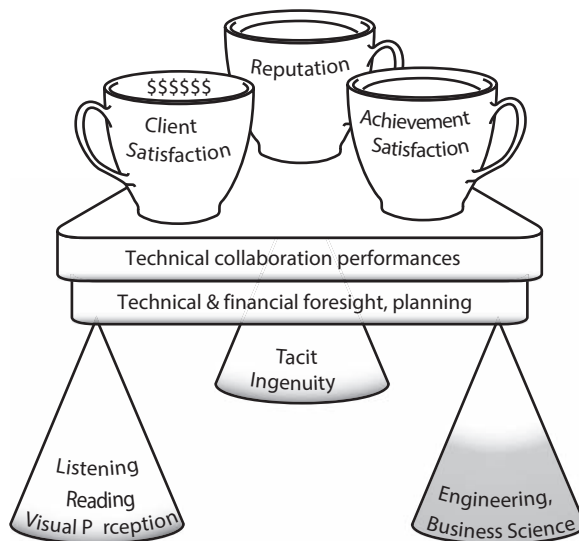 Reputation
$$$$$$
Client
Satisfaction
Achievement
Satisfaction
Technical collaboration performances
Technical & financial foresight, planning
Tacit
Ingenuity
Listening
Reading
Visual P rception
Engineering,
Business Science